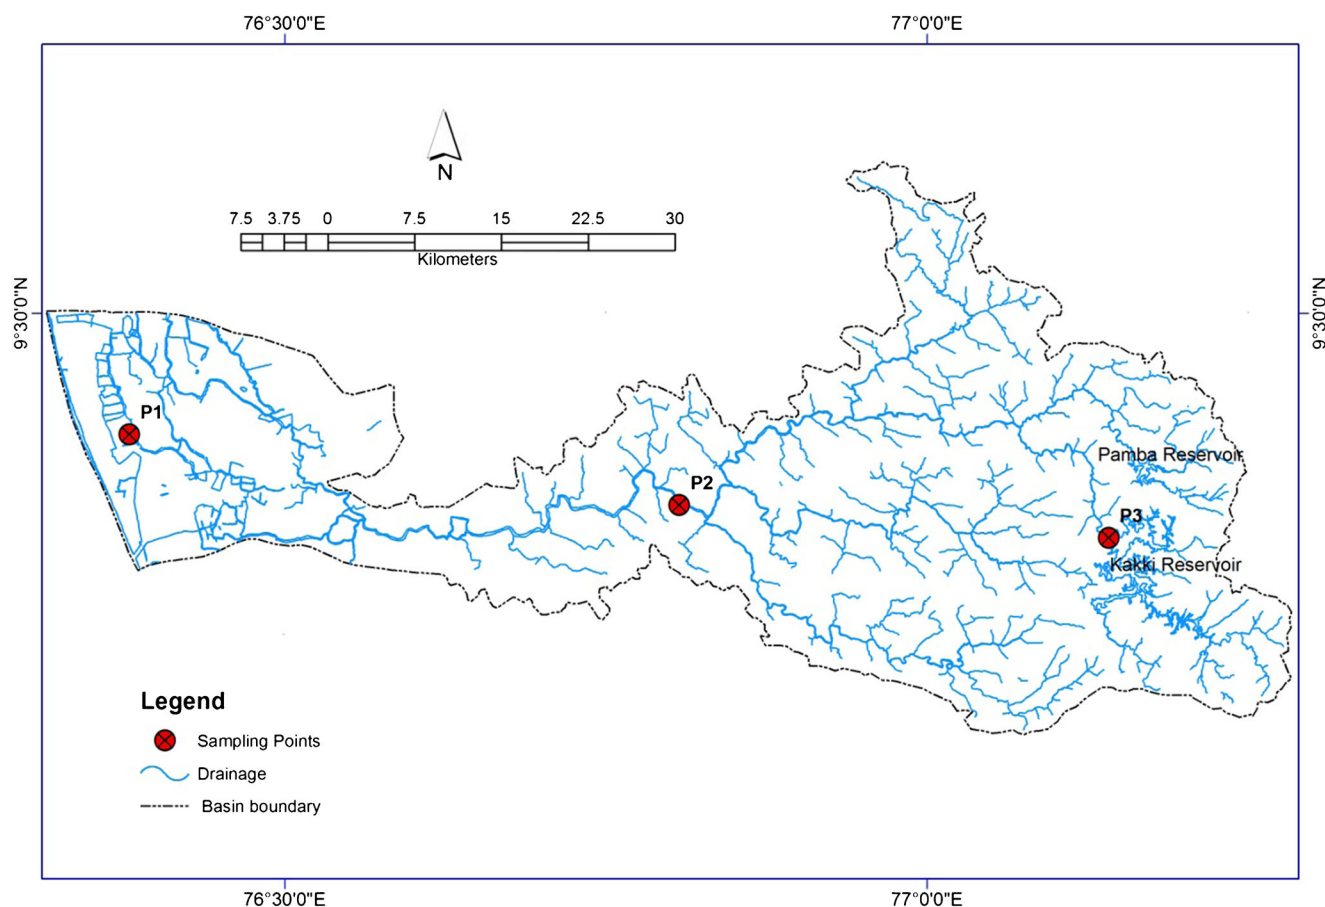 76°30'0"E 77°0'0"E
N
7.5 3.75 0 7.5 15 22.5 30
Kilometers
9°30'0"N 9°30'0"N
P1
Pamba Reservoir
P2
P3
Kakki Reservoir
Legend
Sampling Points
Drainage
Basin boundary
76°30'0"E 77°0'0"E